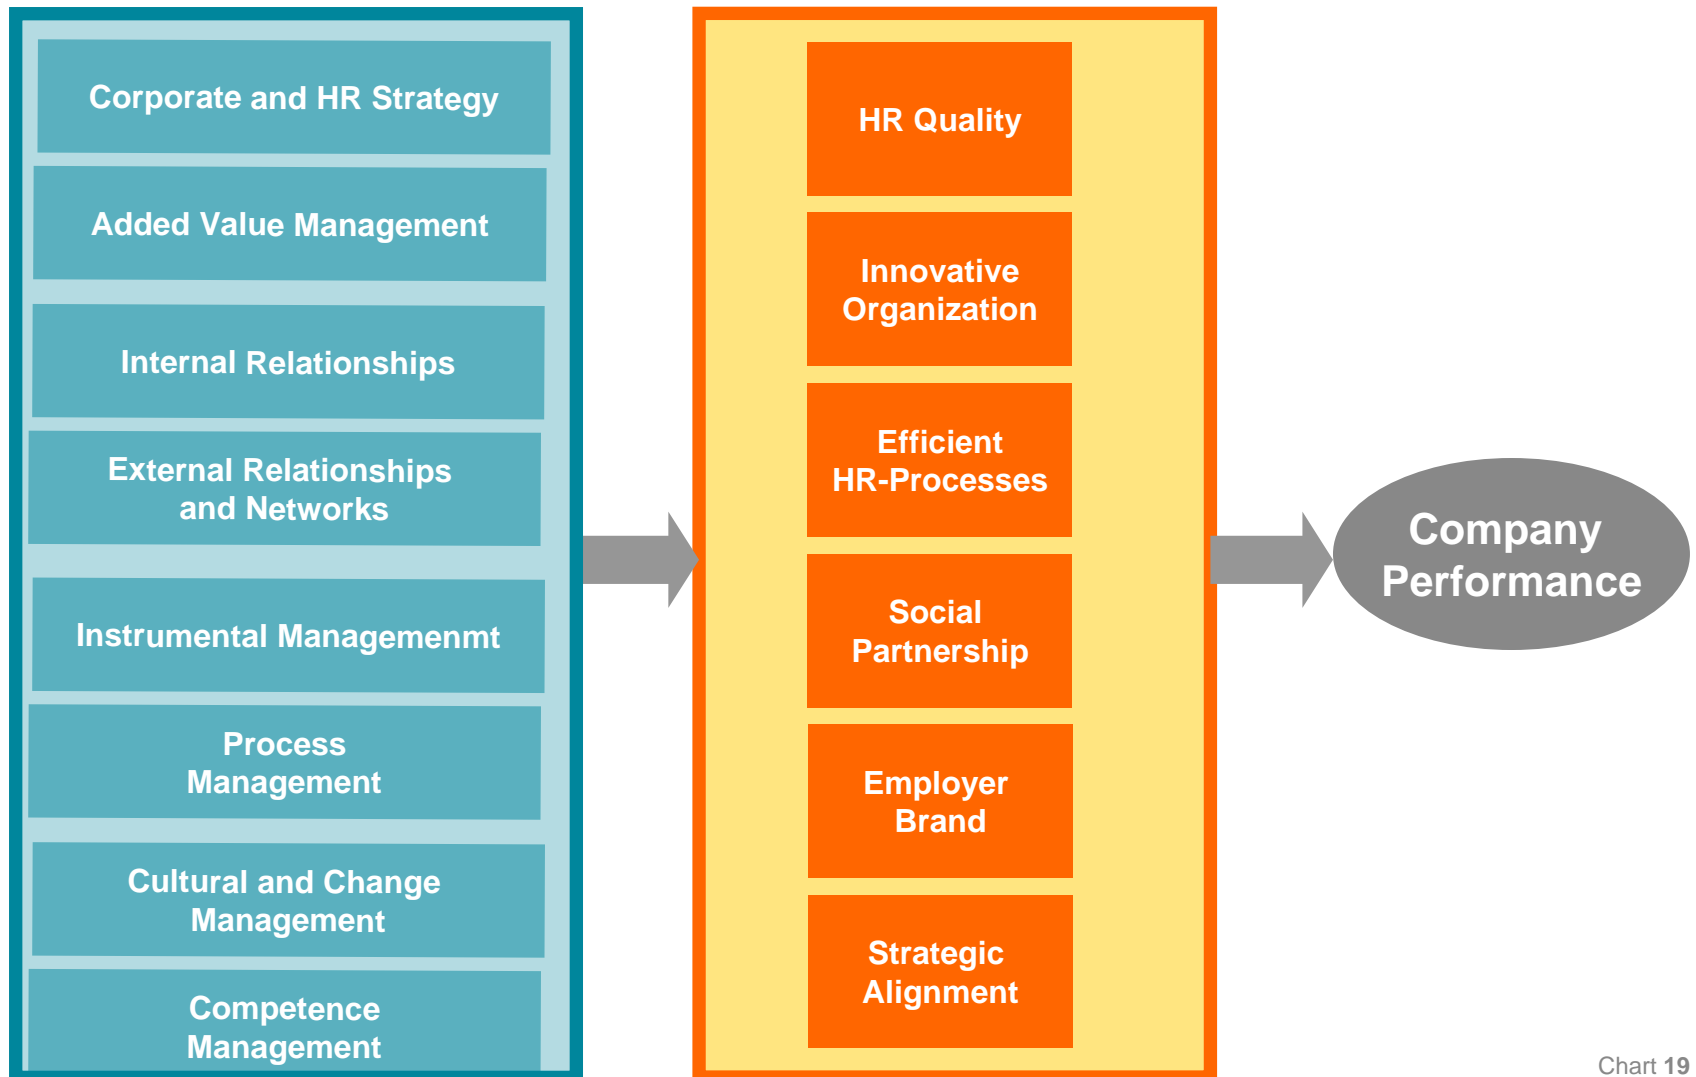 Corporate and HR Strategy
Added Value Management
Internal Relationships
External Relationships
and Networks
Instrumental Managemenmt
Process
Management
Cultural and Change
Management
Competence
Management
HR Quality
Innovative
Organization
Efficient
HR-Processes
Social
Partnership
Employer
Brand
Strategic
Alignment
Company
Performance
Chart 19